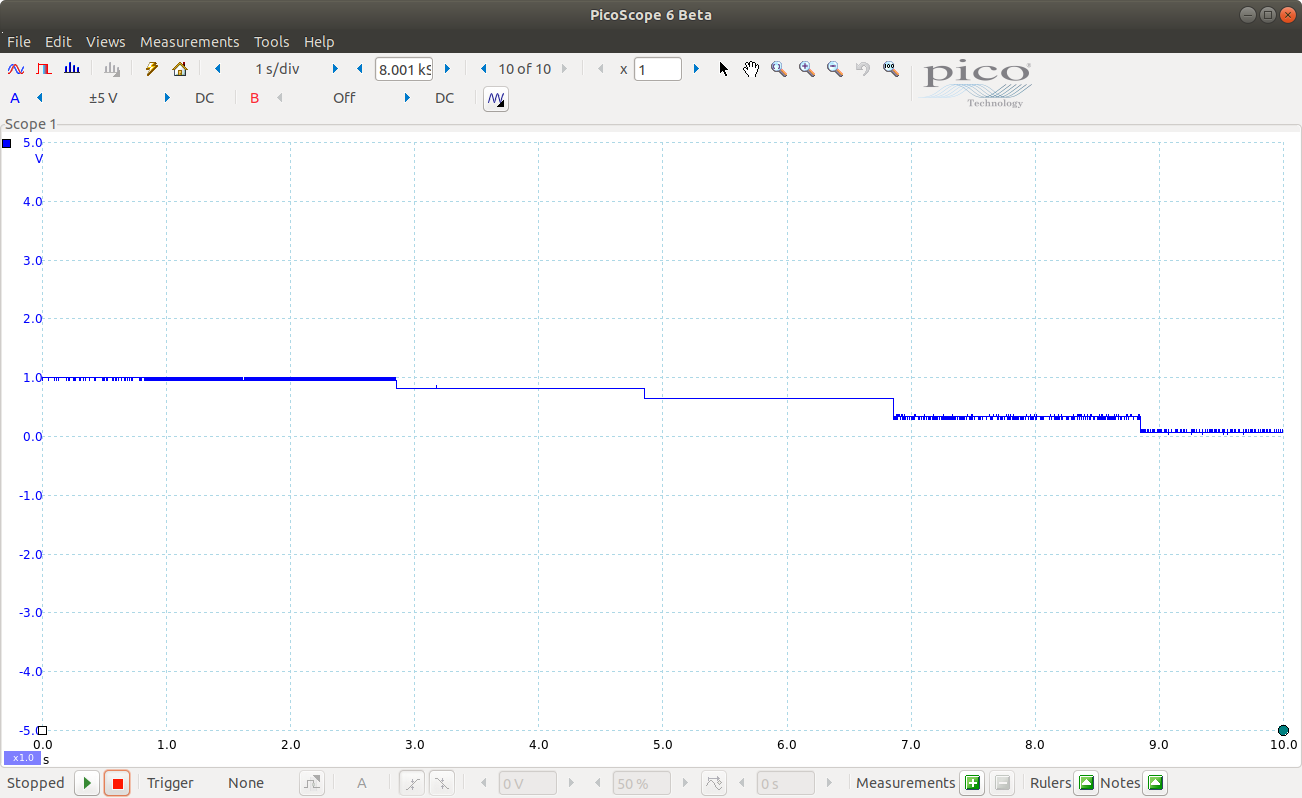 PicoScope 6 Beta
File Edit Views Measurements Tools Help
1 s/div 8.001 kS 10 of 10 x 1
pico
Technology
A ±5 V DC B Off DC
Scope 1
5.0
V
4.0
3.0
2.0
1.0
0.0
-1.0
-2.0
-3.0
-4.0
-5.0
0.0 1.0 2.0 3.0 4.0 5.0 6.0 7.0 8.0 9.0 10.0
x1.0 s
Stopped Trigger None A 0 V 50 % 0 s Measurements Rulers Notes